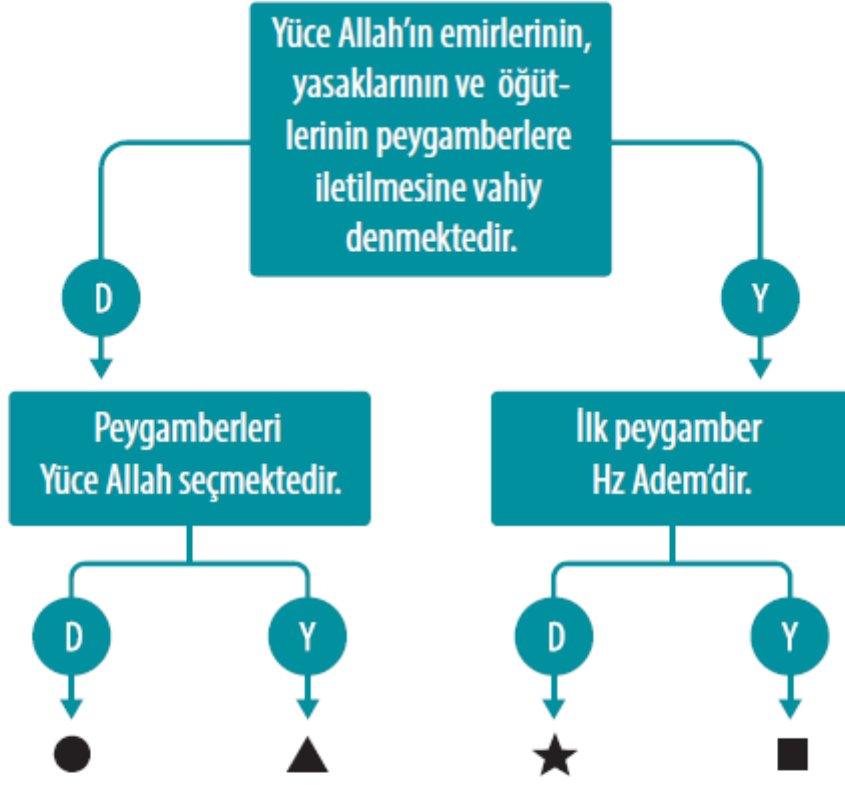 Yüce Allah'ın emirlerinin,
yasaklarının ve öğüt-
lerinin peygamberlere
iletilmesine vahiy
denmektedir.
D
Y
Peygamberleri
Yüce Allah seçmektedir.
İlk peygamber
Hz Adem'dir.
D
Y
D
Y